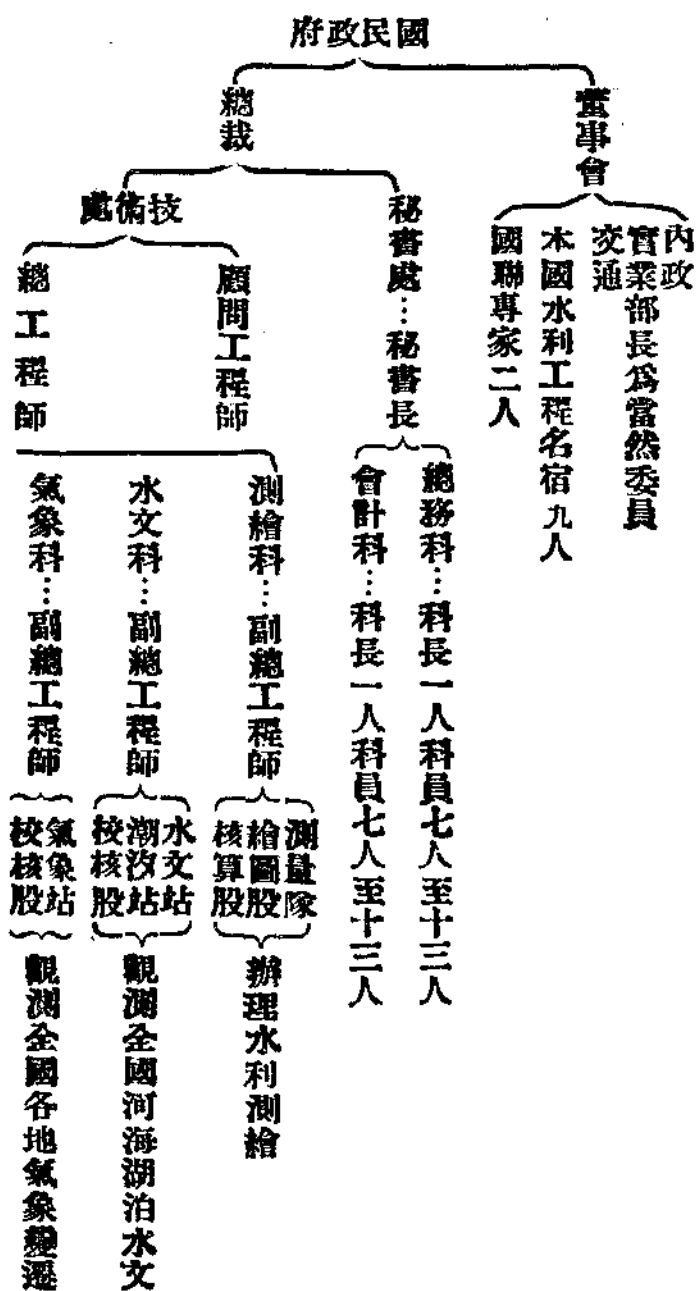 國民政府
董事會
內政
實業部長爲當然委員
交通
本國水利工程名宿九人
國聯專家二人
總裁
秘書處…秘書長
總務科…科長一人科員七人至十三人
會計科…科長一人科員七人至十三人
技術處
顧問工程師
總工程師
測繪科…副總工程師
測量隊
繪圖股
核算股
辦理水利測繪
水文科…副總工程師
水文站
潮汐站
校核股
觀測全國河海湖泊水文
氣象科…副總工程師
氣象站
校核股
觀測全國各地氣象變遷